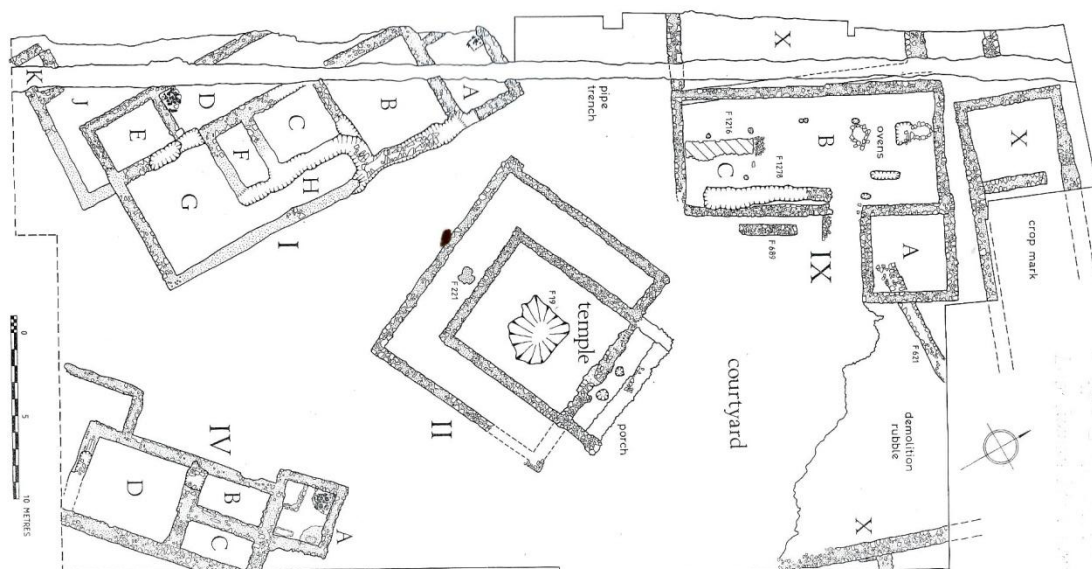 K
J
E
D
C
F
B
A
H
G
I
pipe
trench
X
F1216
F1278
C
B
ovens
F689
IX
A
F621
X
crop mark
temple
F19
F221
II
porch
courtyard
demolition
rubble
X
IV
D
B
C
A
0
5
10 METRES